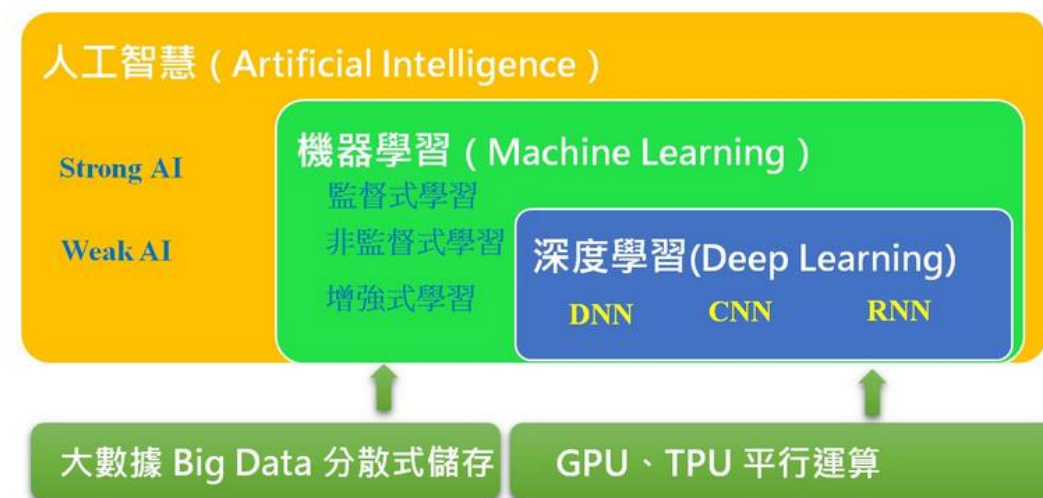 人工智慧 ( Artificial Intelligence )
Strong AI
Weak AI
機器學習 ( Machine Learning )
監督式學習
非監督式學習
增強式學習
深度學習(Deep Learning)
DNN CNN RNN
大數據 Big Data 分散式儲存
GPU、TPU 平行運算